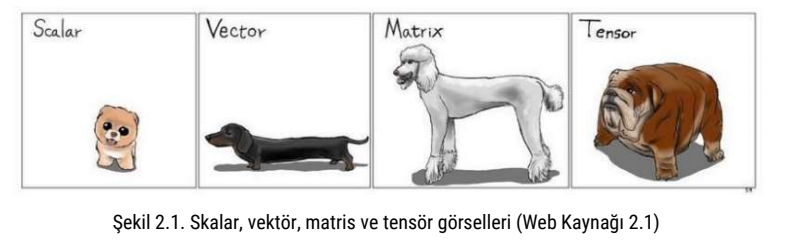 Scalar
Vector
Matrix
Tensor
Şekil 2.1. Skalar, vektör, matris ve tensör görselleri (Web Kaynağı 2.1)